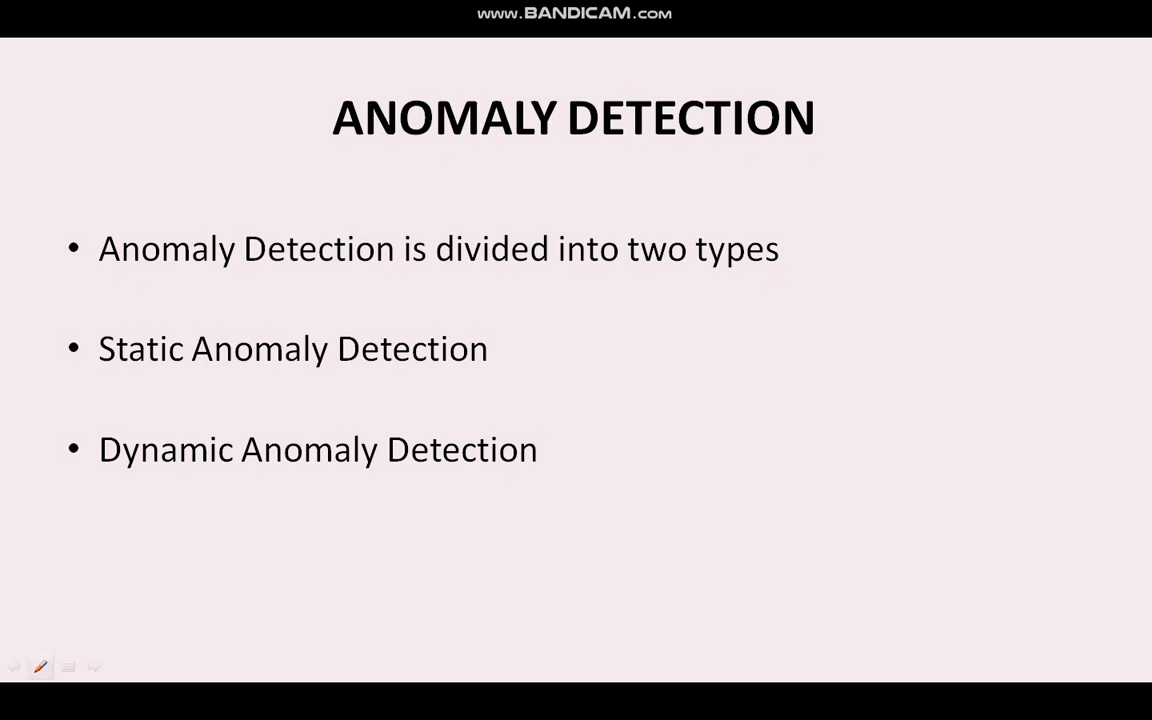 www.BANDICAM.com
ANOMALY DETECTION
• Anomaly Detection is divided into two types
• Static Anomaly Detection
• Dynamic Anomaly Detection